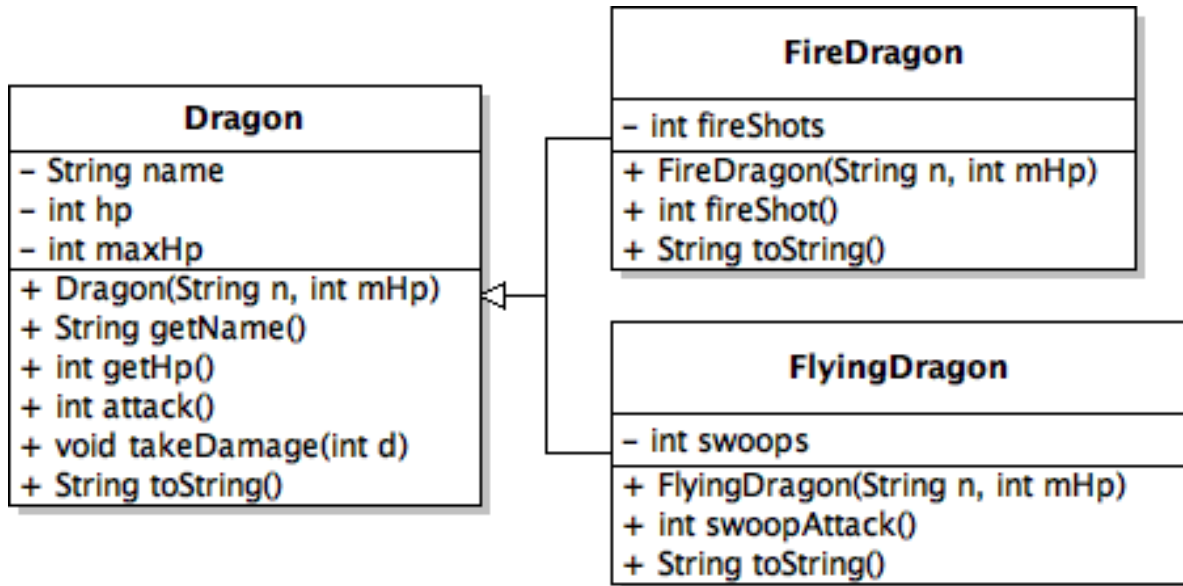 Dragon
– String name
– int hp
– int maxHp
+ Dragon(String n, int mHp)
+ String getName()
+ int getHp()
+ int attack()
+ void takeDamage(int d)
+ String toString()
FireDragon
– int fireShots
+ FireDragon(String n, int mHp)
+ int fireShot()
+ String toString()
FlyingDragon
– int swoops
+ FlyingDragon(String n, int mHp)
+ int swoopAttack()
+ String toString()